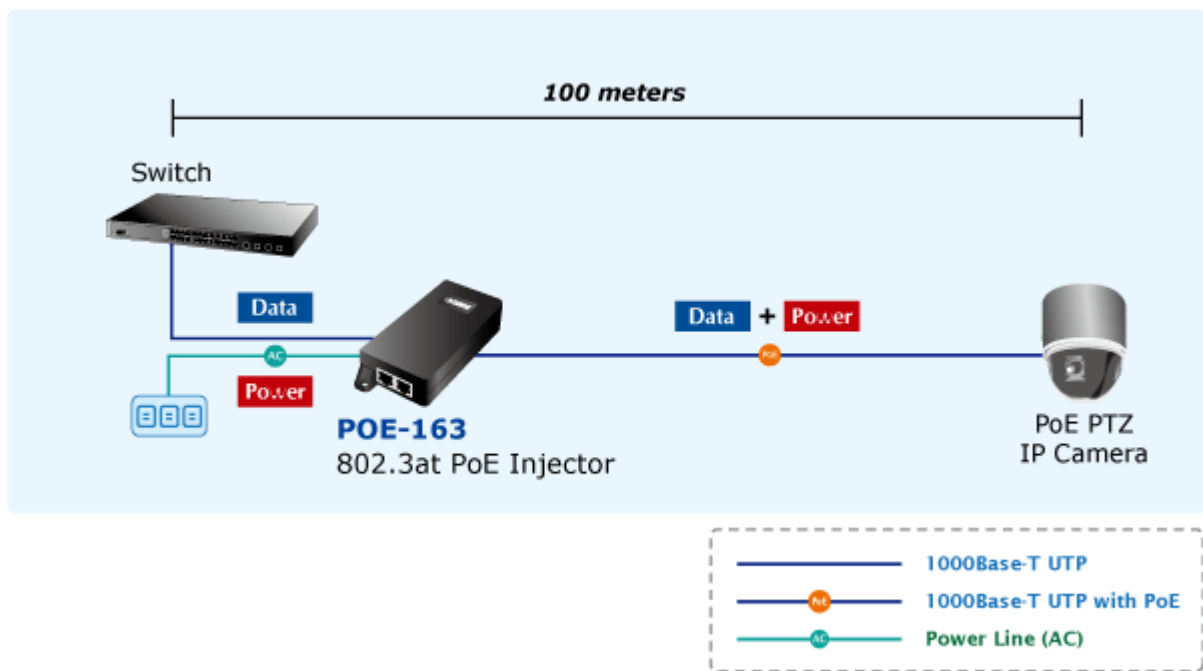 100 meters
Switch
Data
AC
Power
Data + Power
PoE
POE-163
802.3at PoE Injector
PoE PTZ
IP Camera
1000Base-T UTP
PoE
1000Base-T UTP with PoE
AC
Power Line (AC)